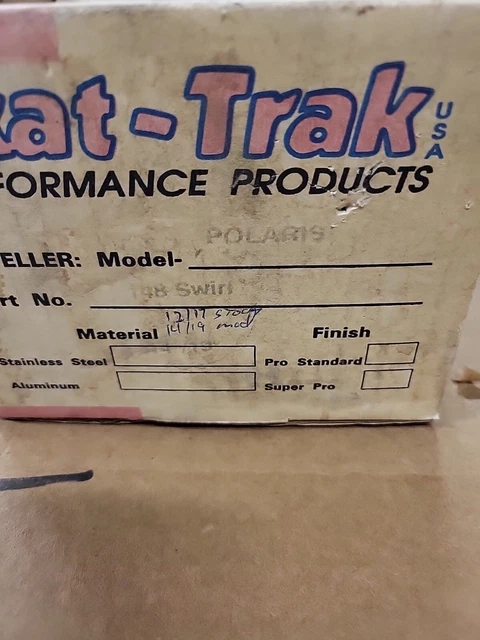 kat-Trak USA
FORMANCE PRODUCTS
POLARIS
ELLER: Model-
98 Swirl
rt No.
12/17 stock
14/19 mod
Material Finish
Stainless Steel Pro Standard
Aluminum Super Pro